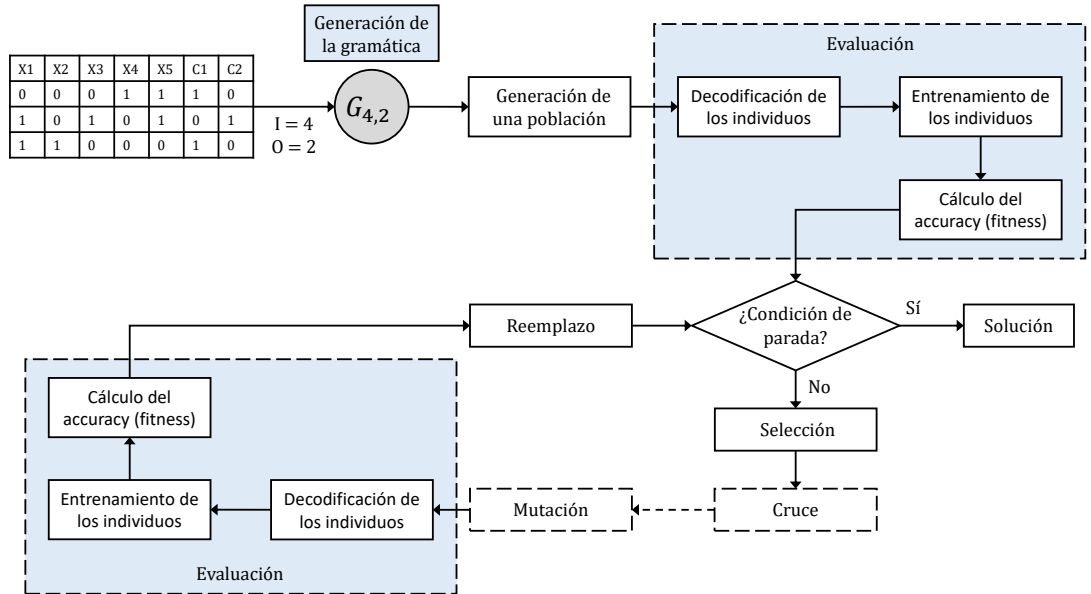 Generación de
la gramática
X1 X2 X3 X4 X5 C1 C2
0 0 0 1 1 1 0
1 0 1 0 1 0 1
1 1 0 0 0 1 0
I = 4
O = 2
G4,2
Generación de
una población
Evaluación
Decodificación de
los individuos
Entrenamiento de
los individuos
Cálculo del
accuracy (fitness)
¿Condición de
parada?
Sí
Solución
No
Selección
Cruce
Mutación
Decodificación de
los individuos
Entrenamiento de
los individuos
Cálculo del
accuracy (fitness)
Evaluación
Reemplazo